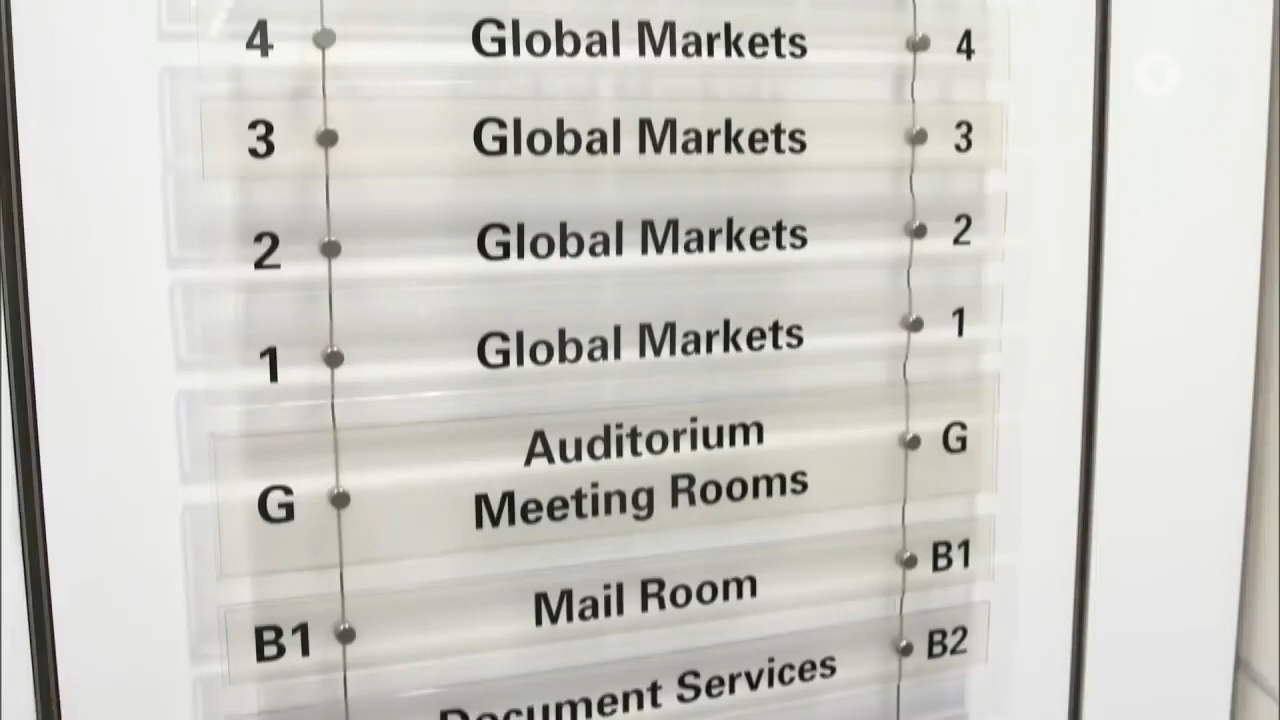 4 Global Markets 4
3 Global Markets 3
2 Global Markets 2
1 Global Markets 1
G Auditorium G
Meeting Rooms
B1 Mail Room B1
Document Services B2